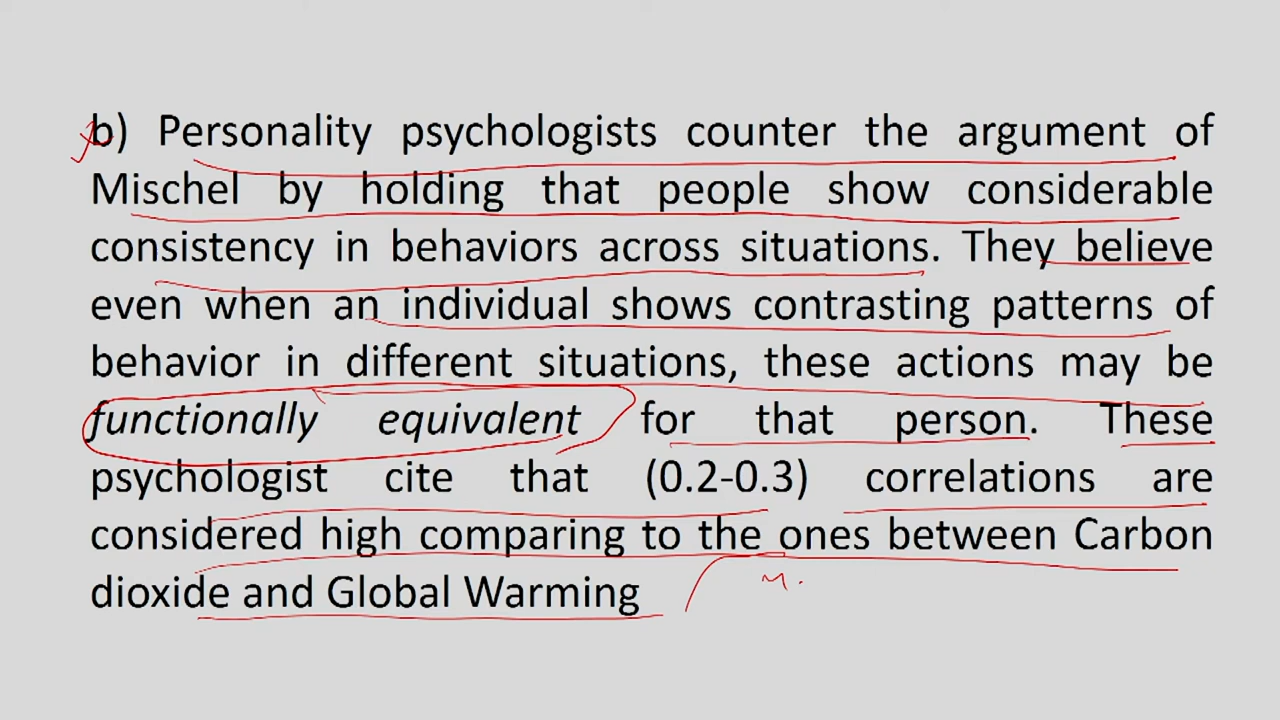 b) Personality psychologists counter the argument of
Mischel by holding that people show considerable
consistency in behaviors across situations. They believe
even when an individual shows contrasting patterns of
behavior in different situations, these actions may be
functionally equivalent for that person. These
psychologist cite that (0.2-0.3) correlations are
considered high comparing to the ones between Carbon
dioxide and Global Warming